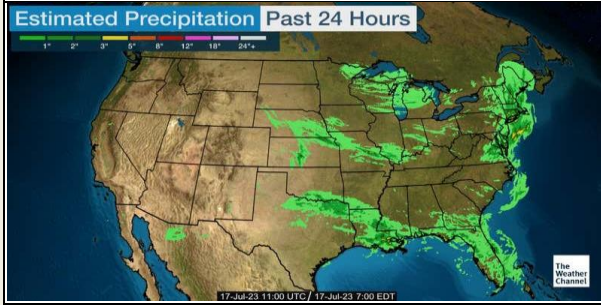 Estimated Precipitation Past 24 Hours
1" 2" 3" 5" 8" 12" 18" 24"+
The
Weather
Channel
17-Jul-23 11:00 UTC / 17-Jul-23 7:00 EDT